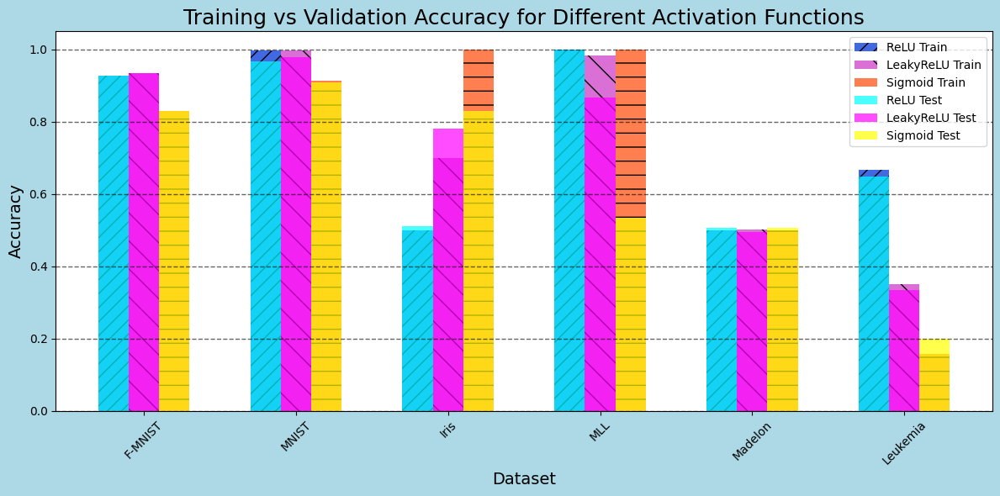 Training vs Validation Accuracy for Different Activation Functions
ReLU Train
LeakyReLU Train
Sigmoid Train
ReLU Test
LeakyReLU Test
Sigmoid Test
Accuracy
1.0
0.8
0.6
0.4
0.2
0.0
F-MNIST
MNIST
Iris
MLL
Madelon
Leukemia
Dataset